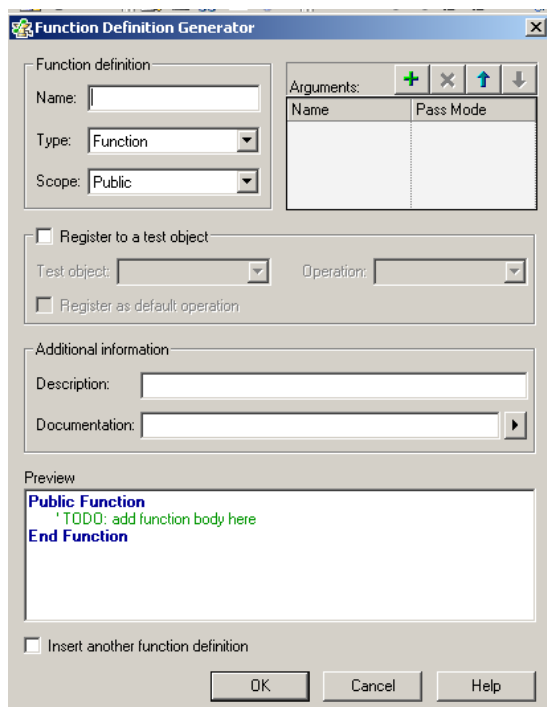 Function Definition Generator
Function definition
Name:
Type: Function
Scope: Public
Arguments:
Name Pass Mode
Register to a test object
Test object: Operation:
Register as default operation
Additional information
Description:
Documentation:
Preview
Public Function
' TODO: add function body here
End Function
Insert another function definition
OK Cancel Help